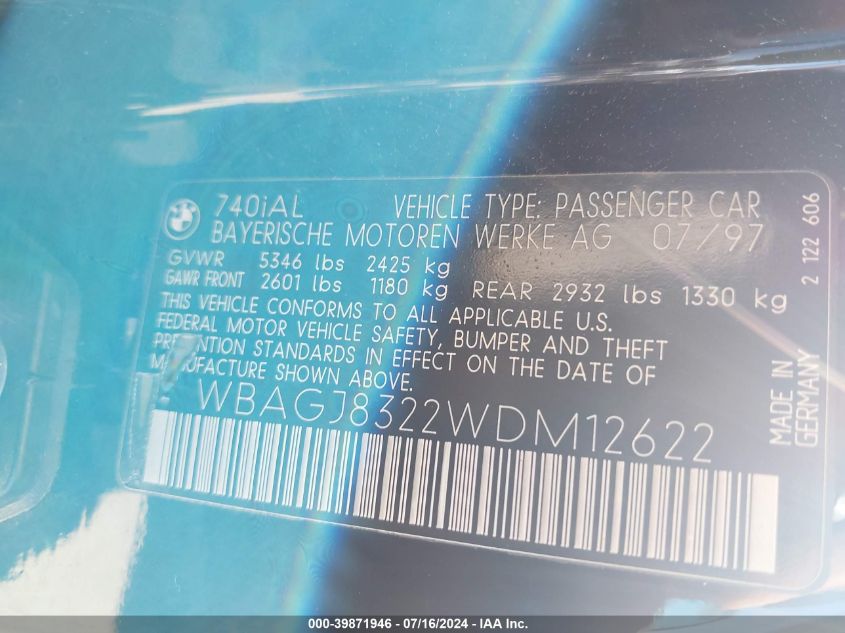 740iAL VEHICLE TYPE: PASSENGER CAR
BAYERISCHE MOTOREN WERKE AG 07/97
GVWR 5346 lbs 2425 kg
GAWR FRONT 2601 lbs 1180 kg REAR 2932 lbs 1330 kg
THIS VEHICLE CONFORMS TO ALL APPLICABLE U.S.
FEDERAL MOTOR VEHICLE SAFETY, BUMPER AND THEFT
PREVENTION STANDARDS IN EFFECT ON THE DATE OF
MANUFACTURE SHOWN ABOVE.
WBAGJ8322WDM12622
2 122 606
MADE IN
GERMANY
000-39871946 - 07/16/2024 - IAA Inc.